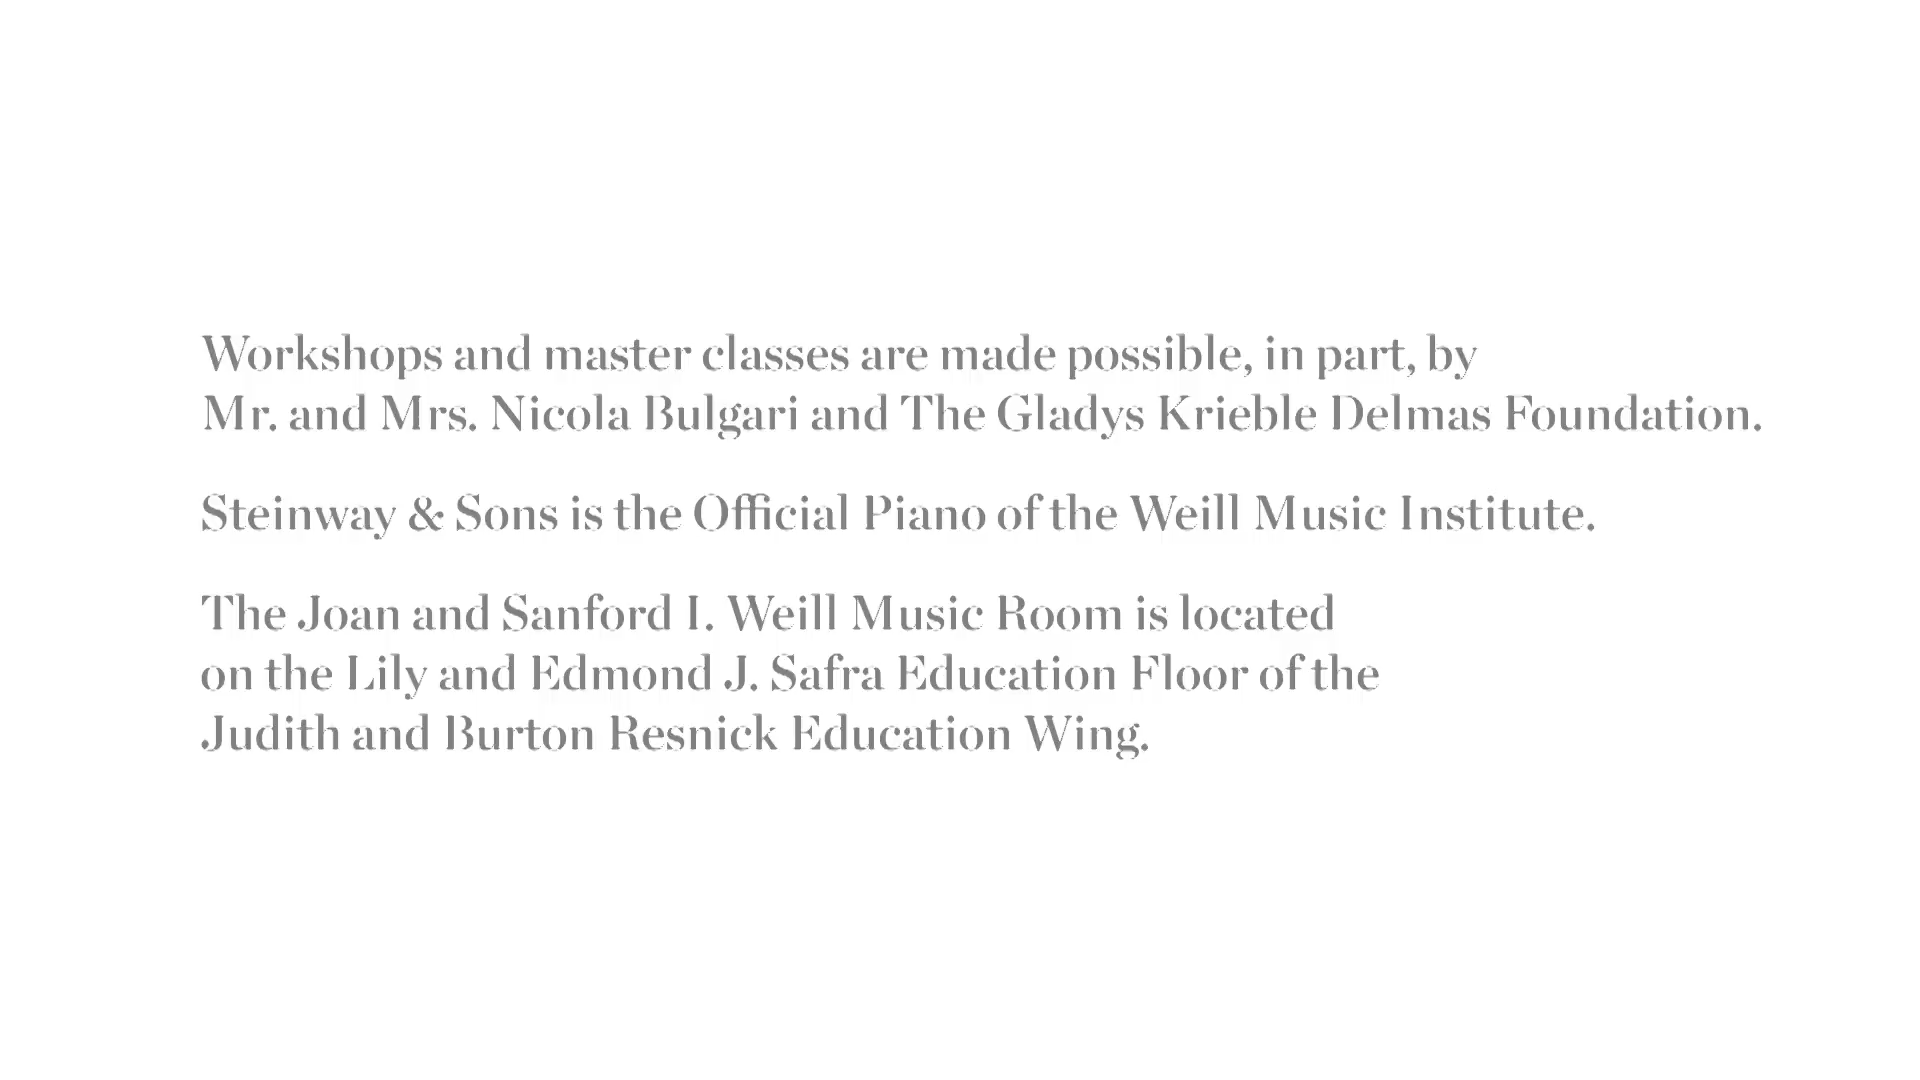 Workshops and master classes are made possible, in part, by
Mr. and Mrs. Nicola Bulgari and The Gladys Krieble Delmas Foundation.
Steinway & Sons is the Official Piano of the Weill Music Institute.
The Joan and Sanford I. Weill Music Room is located
on the Lily and Edmond J. Safra Education Floor of the
Judith and Burton Resnick Education Wing.